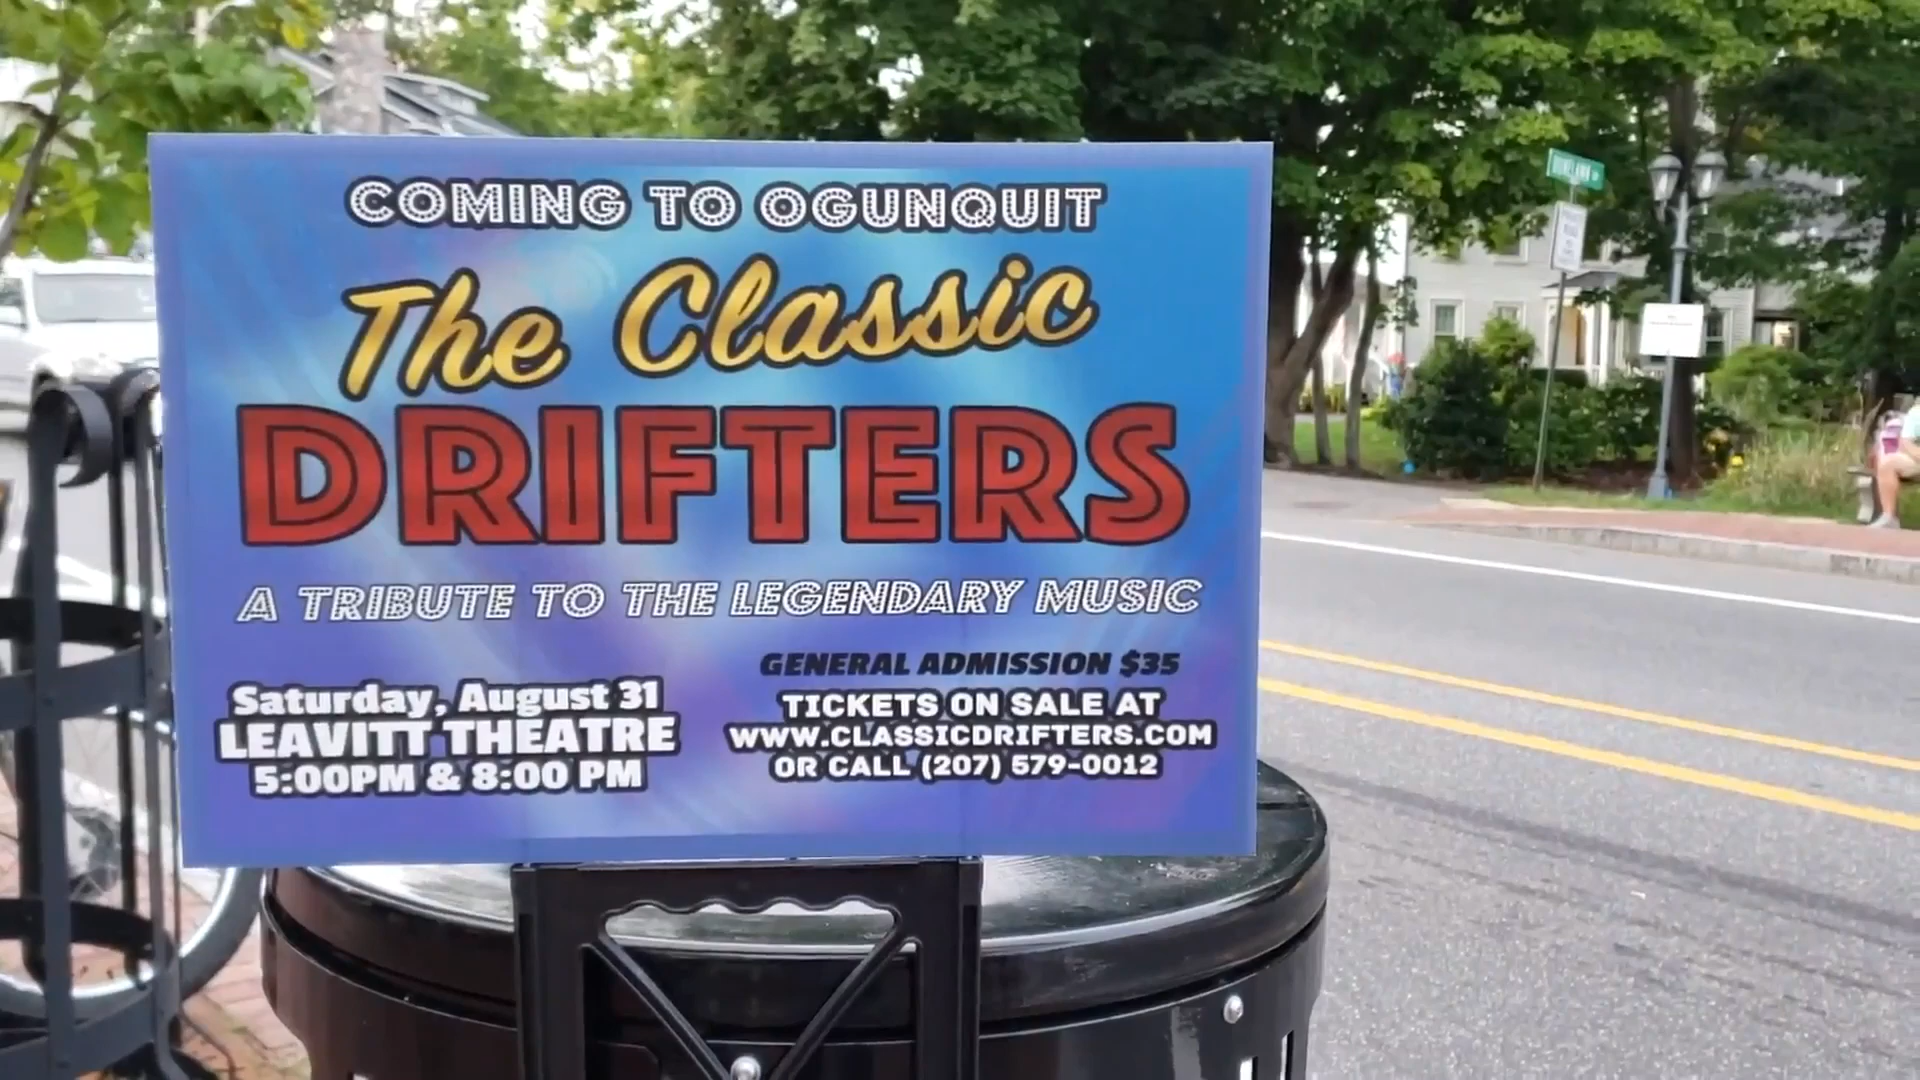 COMING TO OGUNQUIT
The Classic
DRIFTERS
A TRIBUTE TO THE LEGENDARY MUSIC
Saturday, August 31
LEAVITT THEATRE
5:00PM & 8:00 PM
GENERAL ADMISSION $35
TICKETS ON SALE AT
WWW.CLASSICDRIFTERS.COM
OR CALL (207) 579-0012